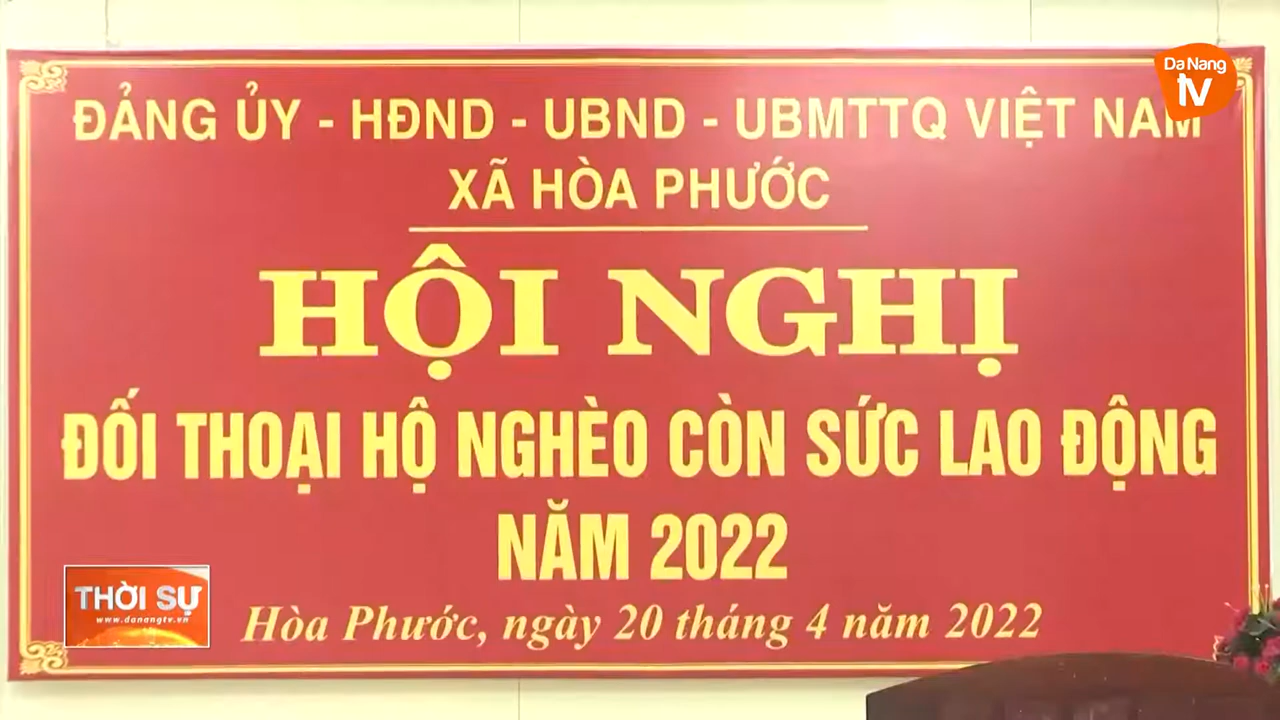 Da Nang
tv
ĐẢNG ỦY - HĐND - UBND - UBMTTQ VIỆT NAM
XÃ HÒA PHƯỚC
HỘI NGHỊ
ĐỐI THOẠI HỘ NGHÈO CÒN SỨC LAO ĐỘNG
NĂM 2022
Hòa Phước, ngày 20 tháng 4 năm 2022
THỜI SỰ
www.danangtv.vn